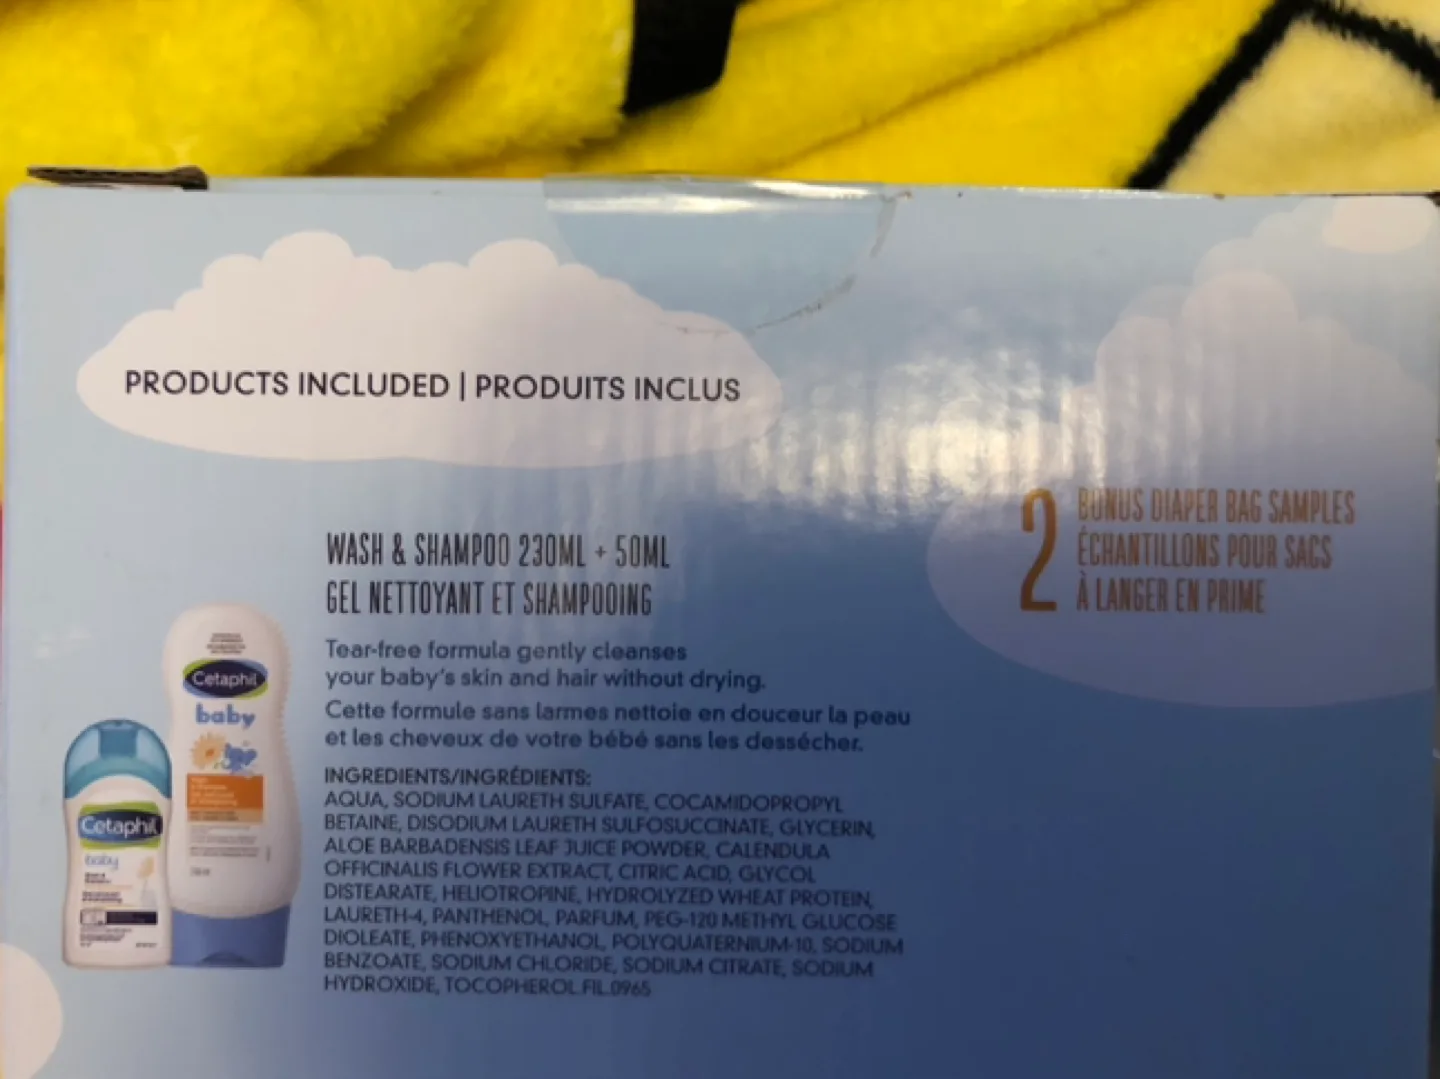 PRODUCTS INCLUDED | PRODUITS INCLUS
2
BONUS DIAPER BAG SAMPLES
ÉCHANTILLONS POUR SACS
À LANGER EN PRIME
WASH & SHAMPOO 230ML + 50ML
GEL NETTOYANT ET SHAMPOOING
Tear-free formula gently cleanses
your baby's skin and hair without drying.
Cette formule sans larmes nettoie en douceur la peau
et les cheveux de votre bébé sans les dessécher.
INGREDIENTS/INGRÉDIENTS:
AQUA, SODIUM LAURETH SULFATE, COCAMIDOPROPYL
BETAINE, DISODIUM LAURETH SULFOSUCCINATE, GLYCERIN,
ALOE BARBADENSIS LEAF JUICE POWDER, CALENDULA
OFFICINALIS FLOWER EXTRACT, CITRIC ACID, GLYCOL
DISTEARATE, HELIOTROPINE, HYDROLYZED WHEAT PROTEIN,
LAURETH-4, PANTHENOL, PARFUM, PEG-120 METHYL GLUCOSE
DIOLEATE, PHENOXYETHANOL, POLYQUATERNIUM-10, SODIUM
BENZOATE, SODIUM CHLORIDE, SODIUM CITRATE, SODIUM
HYDROXIDE, TOCOPHEROL.FIL.0965
Cetaphil
baby
Cetaphil
baby